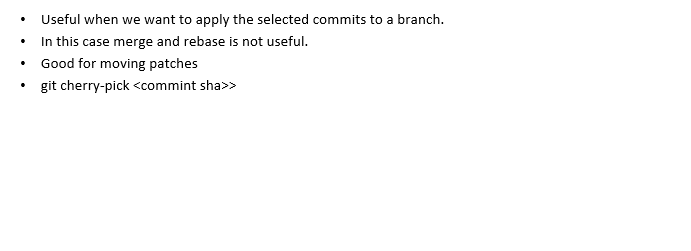 • Useful when we want to apply the selected commits to a branch.
• In this case merge and rebase is not useful.
• Good for moving patches
• git cherry-pick <commint sha>>